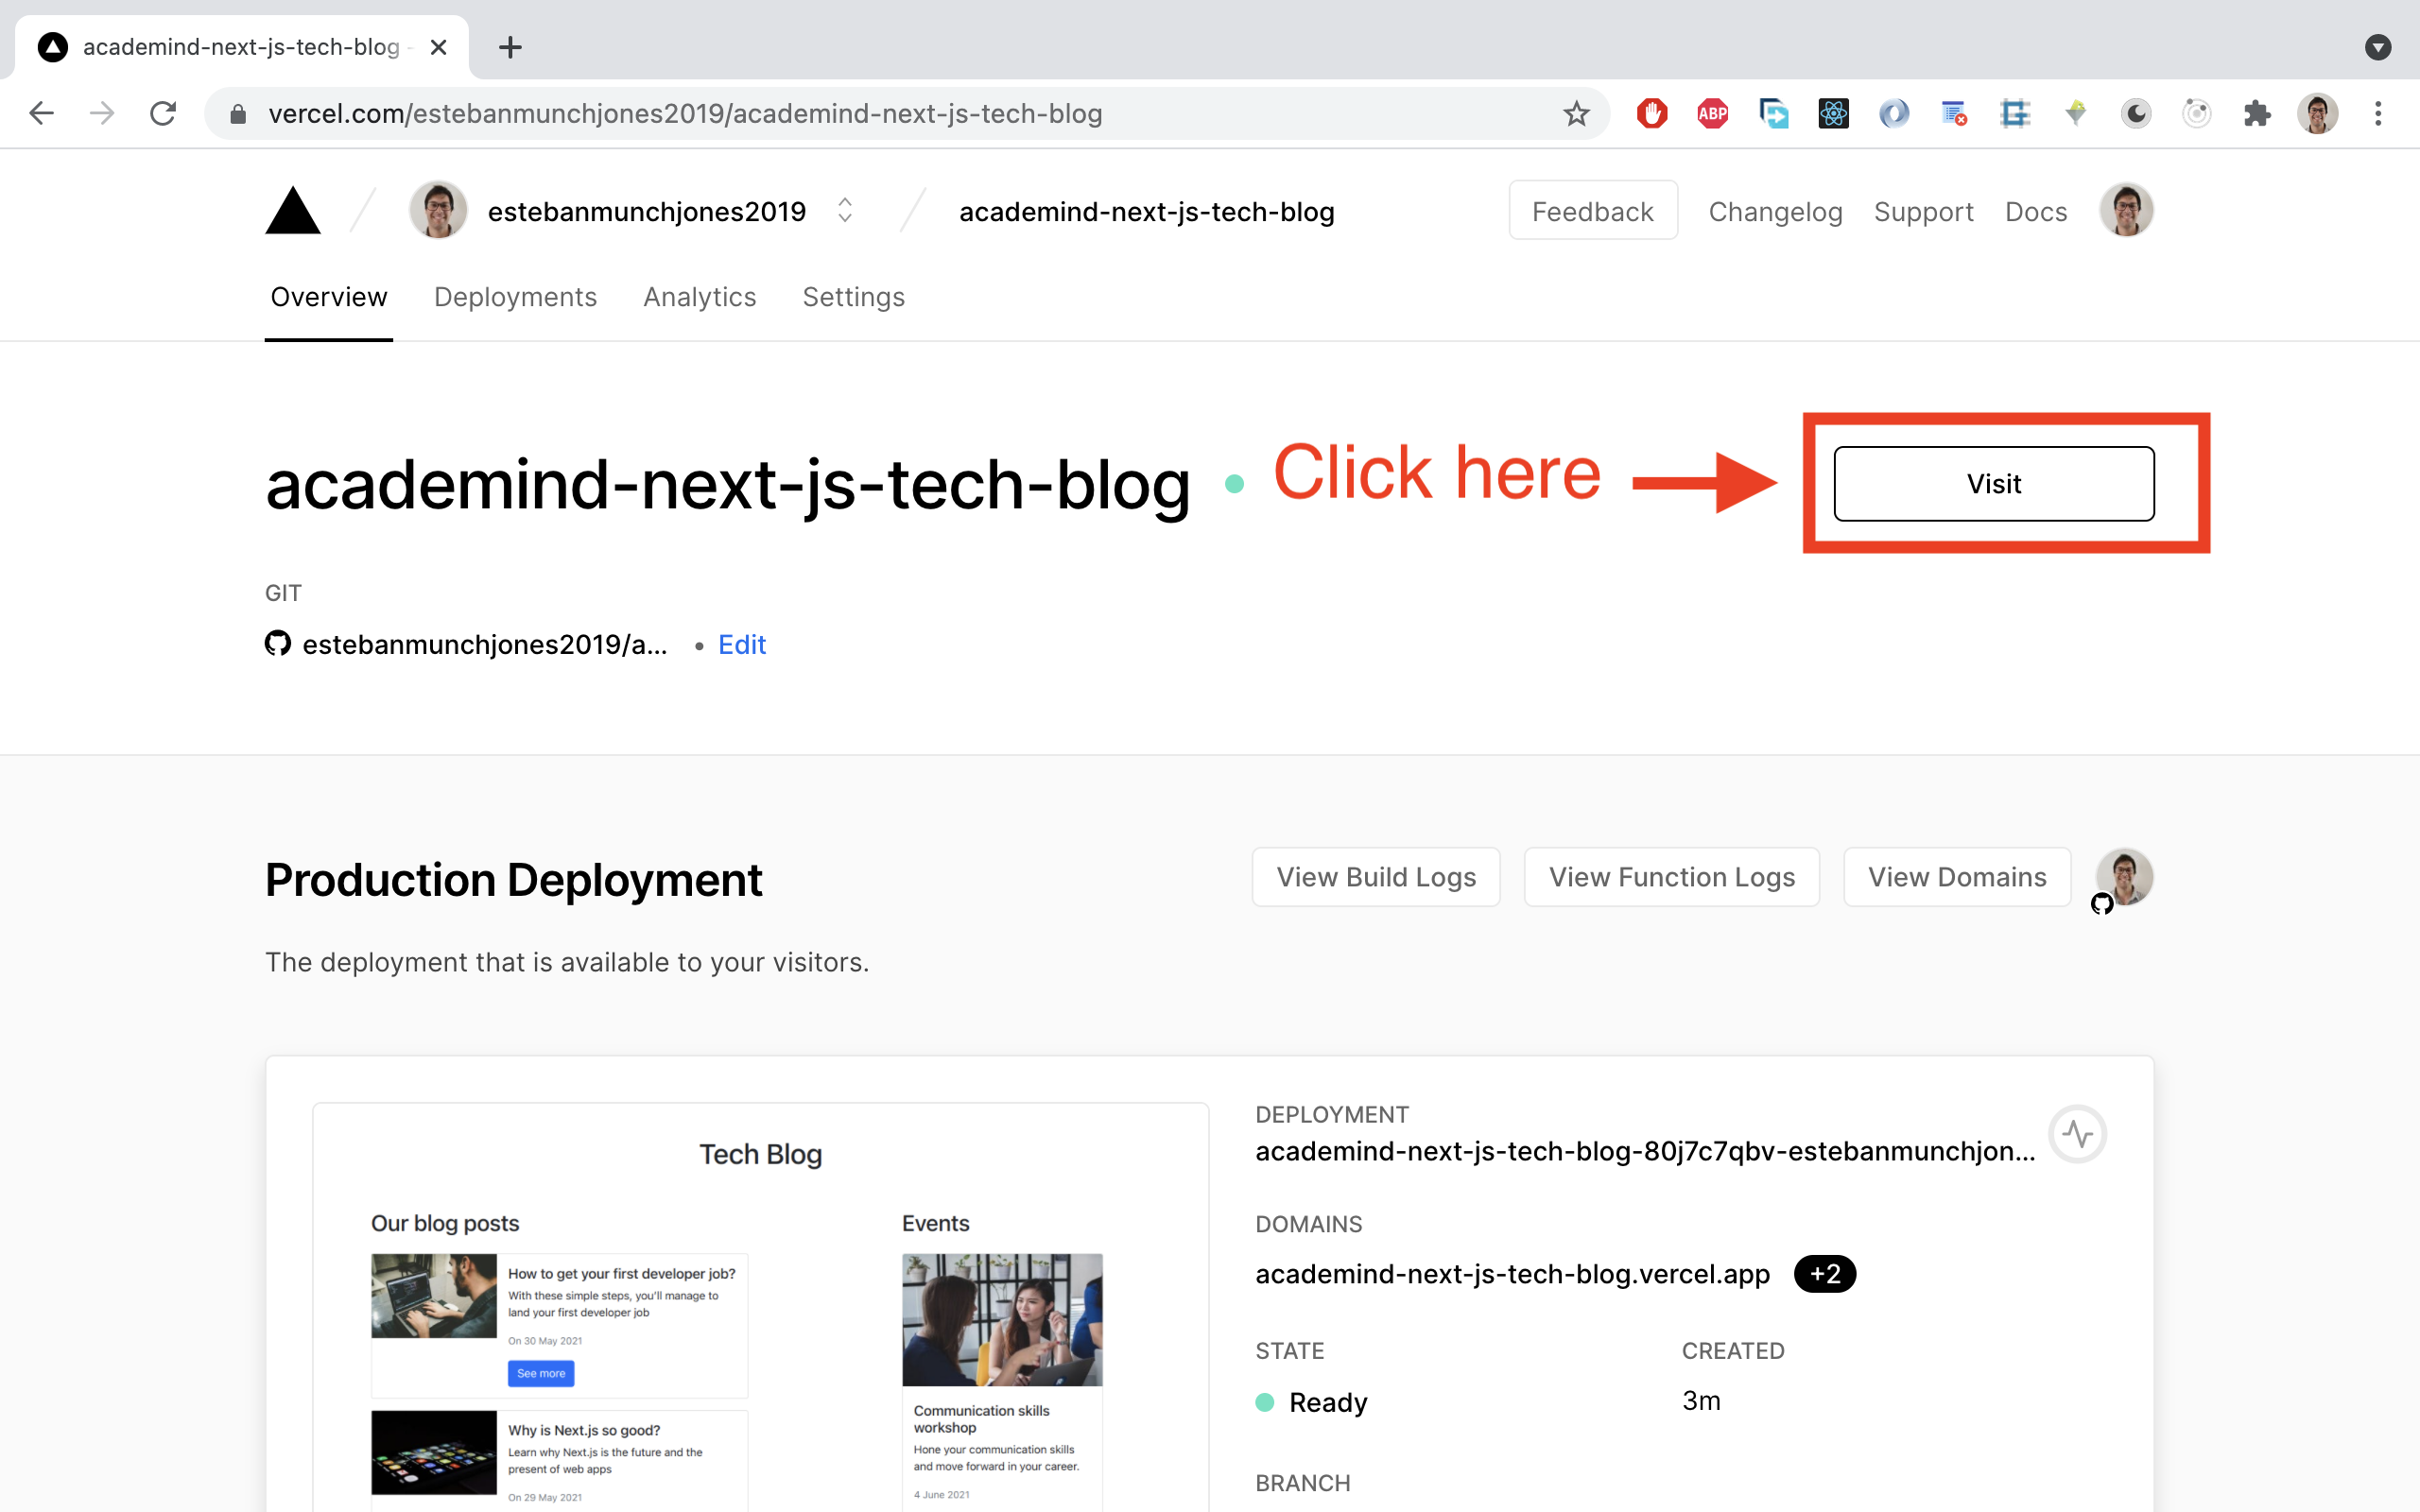 academind-next-js-tech-blog -
vercel.com/estebanmunchjones2019/academind-next-js-tech-blog
ABP
estebanmunchjones2019
academind-next-js-tech-blog
Feedback
Changelog
Support
Docs
Overview
Deployments
Analytics
Settings
academind-next-js-tech-blog
Click here
Visit
GIT
estebanmunchjones2019/a...
Edit
Production Deployment
View Build Logs
View Function Logs
View Domains
The deployment that is available to your visitors.
Tech Blog
Our blog posts
How to get your first developer job?
With these simple steps, you'll manage to
land your first developer job
On 30 May 2021
See more
Why is Next.js so good?
Learn why Next.js is the future and the
present of web apps
On 29 May 2021
Events
Communication skills
workshop
Hone your communication skills
and move forward in your career.
4 June 2021
DEPLOYMENT
academind-next-js-tech-blog-80j7c7qbv-estebanmunchjon...
DOMAINS
academind-next-js-tech-blog.vercel.app
+2
STATE
Ready
CREATED
3m
BRANCH